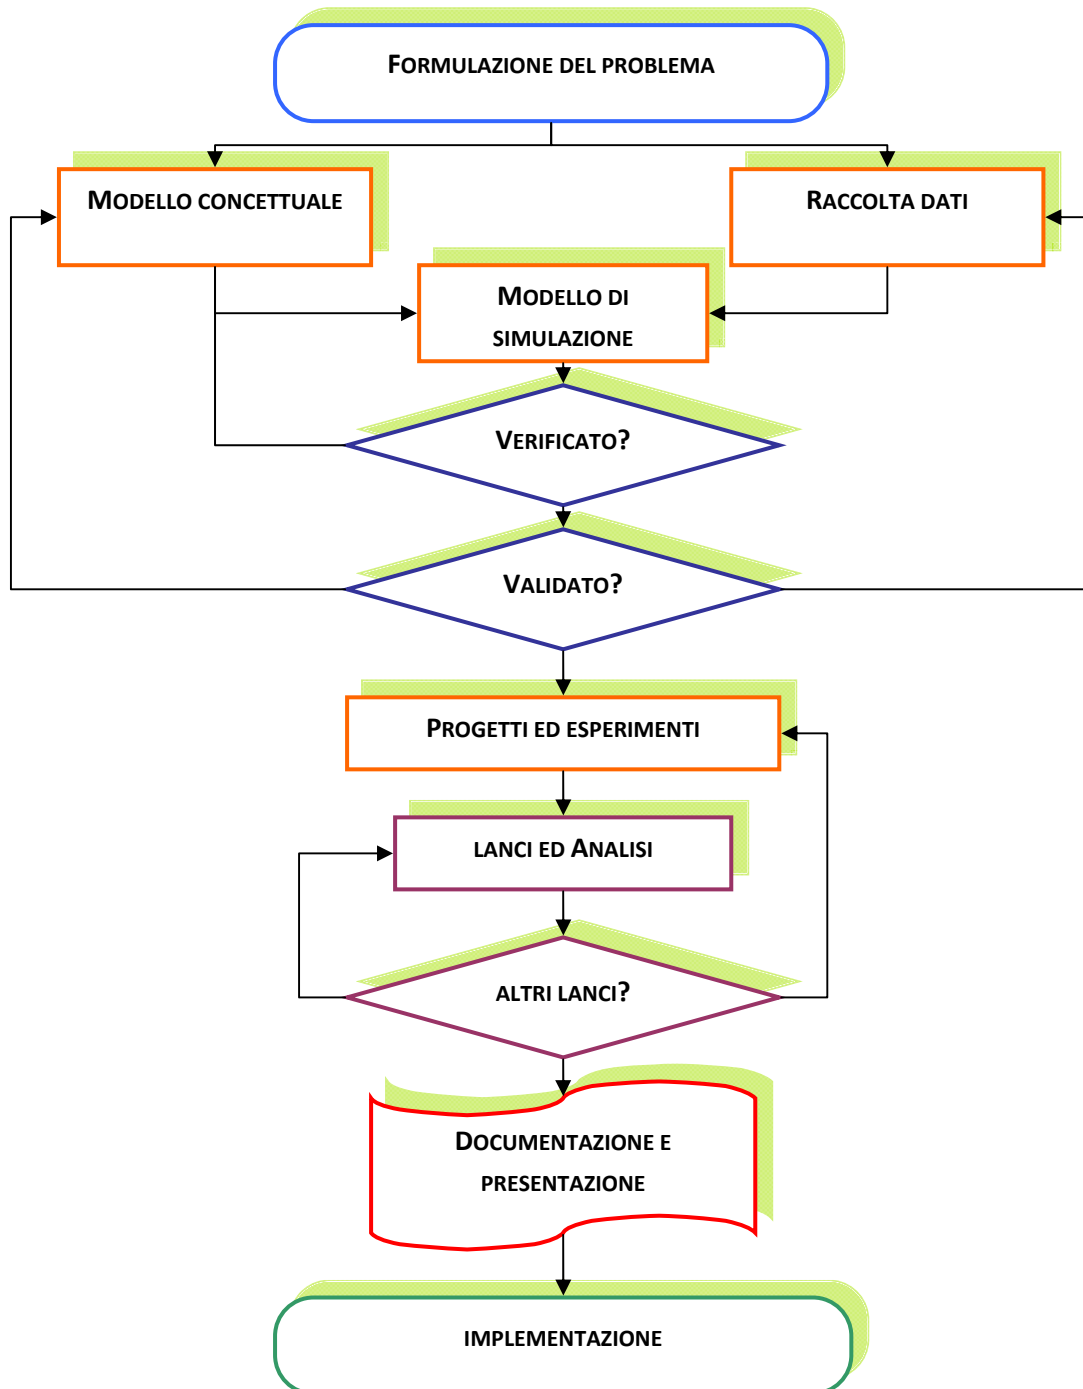 FORMULAZIONE DEL PROBLEMA
MODELLO CONCETTUALE
RACCOLTA DATI
MODELLO DI
SIMULAZIONE
VERIFICATO?
VALIDATO?
PROGETTI ED ESPERIMENTI
LANCI ED ANALISI
ALTRI LANCI?
DOCUMENTAZIONE E
PRESENTAZIONE
IMPLEMENTAZIONE